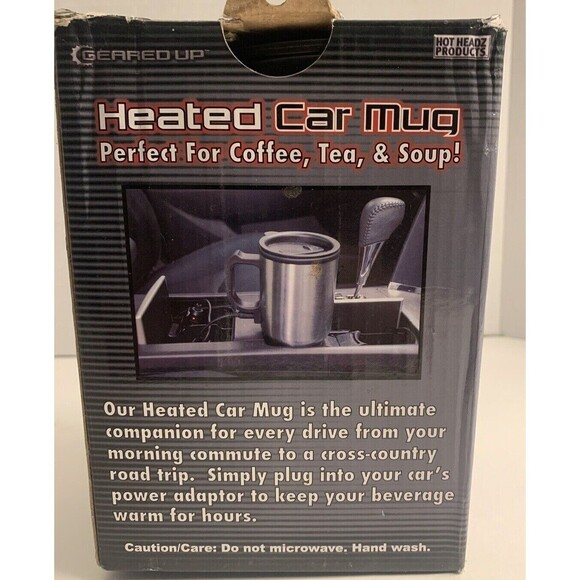 GEARED UP™
HOT HEADZ
PRODUCTS
Heated Car Mug
Perfect For Coffee, Tea, & Soup!
Our Heated Car Mug is the ultimate
companion for every drive from your
morning commute to a cross-country
road trip. Simply plug into your car's
power adaptor to keep your beverage
warm for hours.
Caution/Care: Do not microwave. Hand wash.